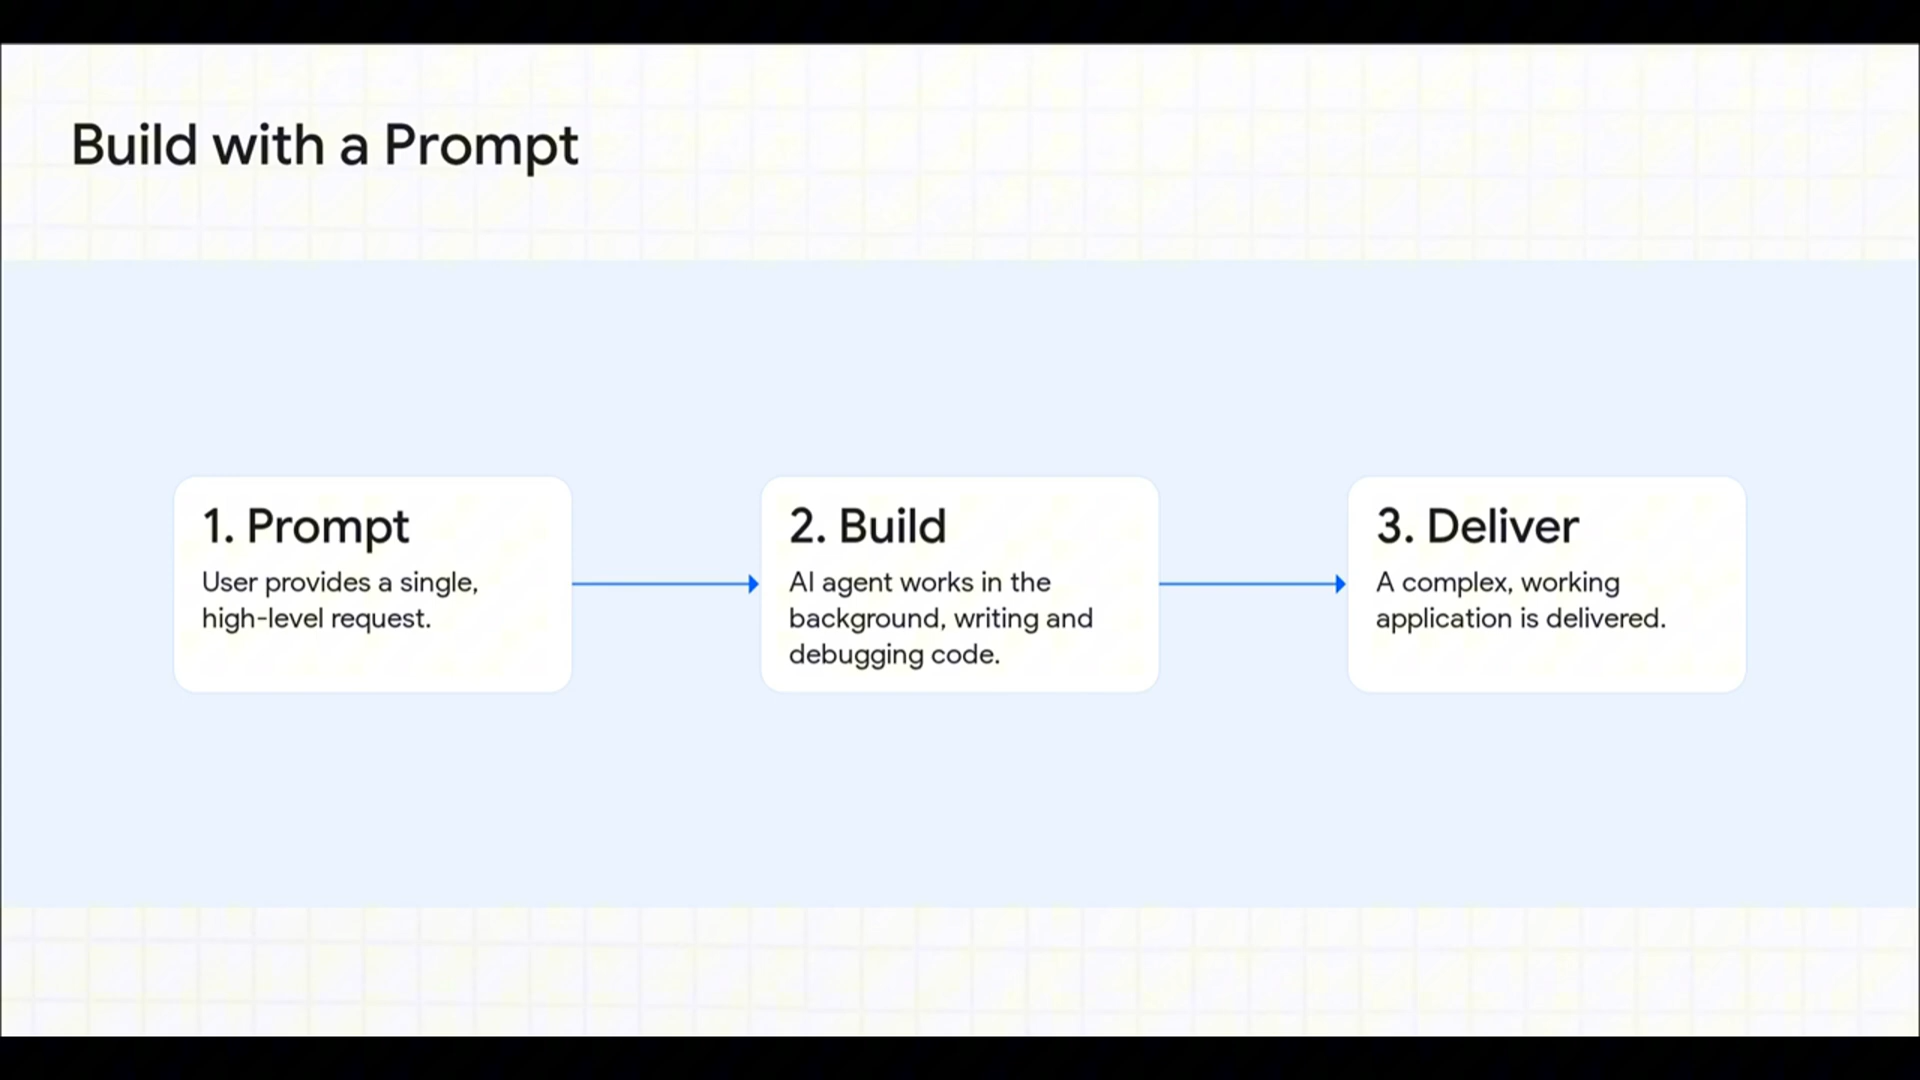 Build with a Prompt
1. Prompt
User provides a single,
high-level request.
2. Build
AI agent works in the
background, writing and
debugging code.
3. Deliver
A complex, working
application is delivered.